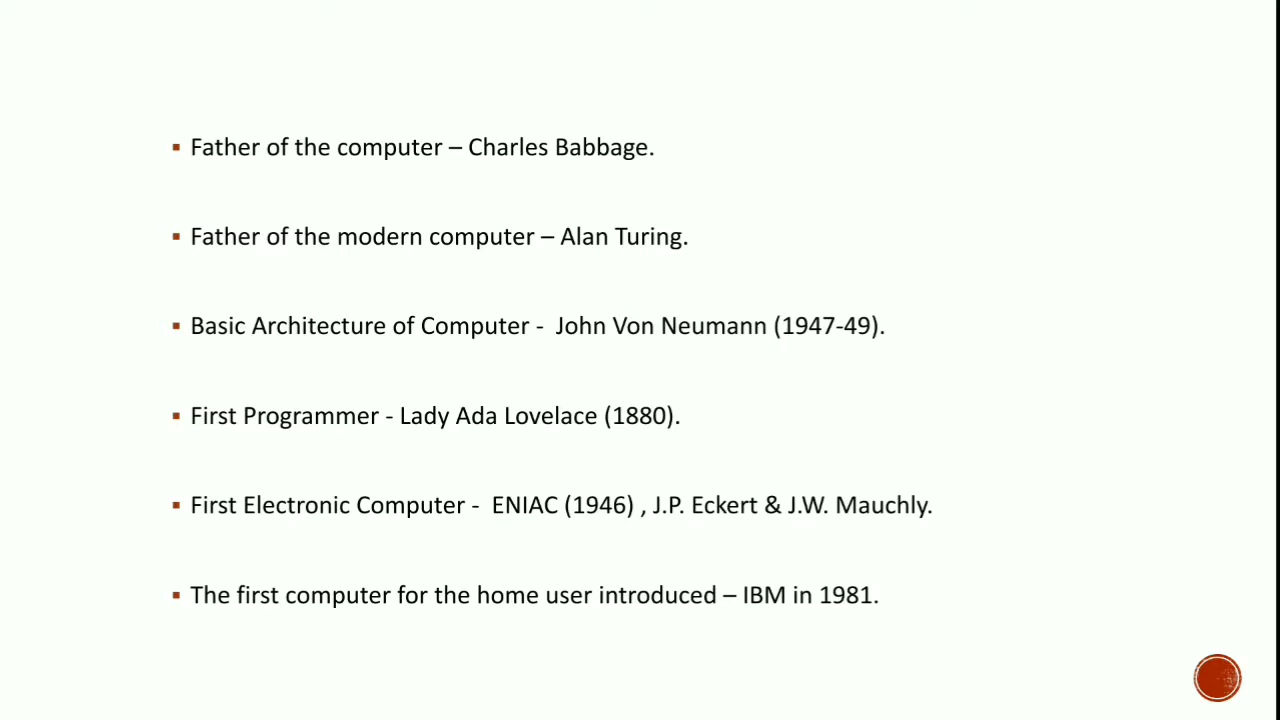 ▪ Father of the computer – Charles Babbage.
▪ Father of the modern computer – Alan Turing.
▪ Basic Architecture of Computer -  John Von Neumann (1947-49).
▪ First Programmer - Lady Ada Lovelace (1880).
▪ First Electronic Computer -  ENIAC (1946) , J.P. Eckert & J.W. Mauchly.
▪ The first computer for the home user introduced – IBM in 1981.